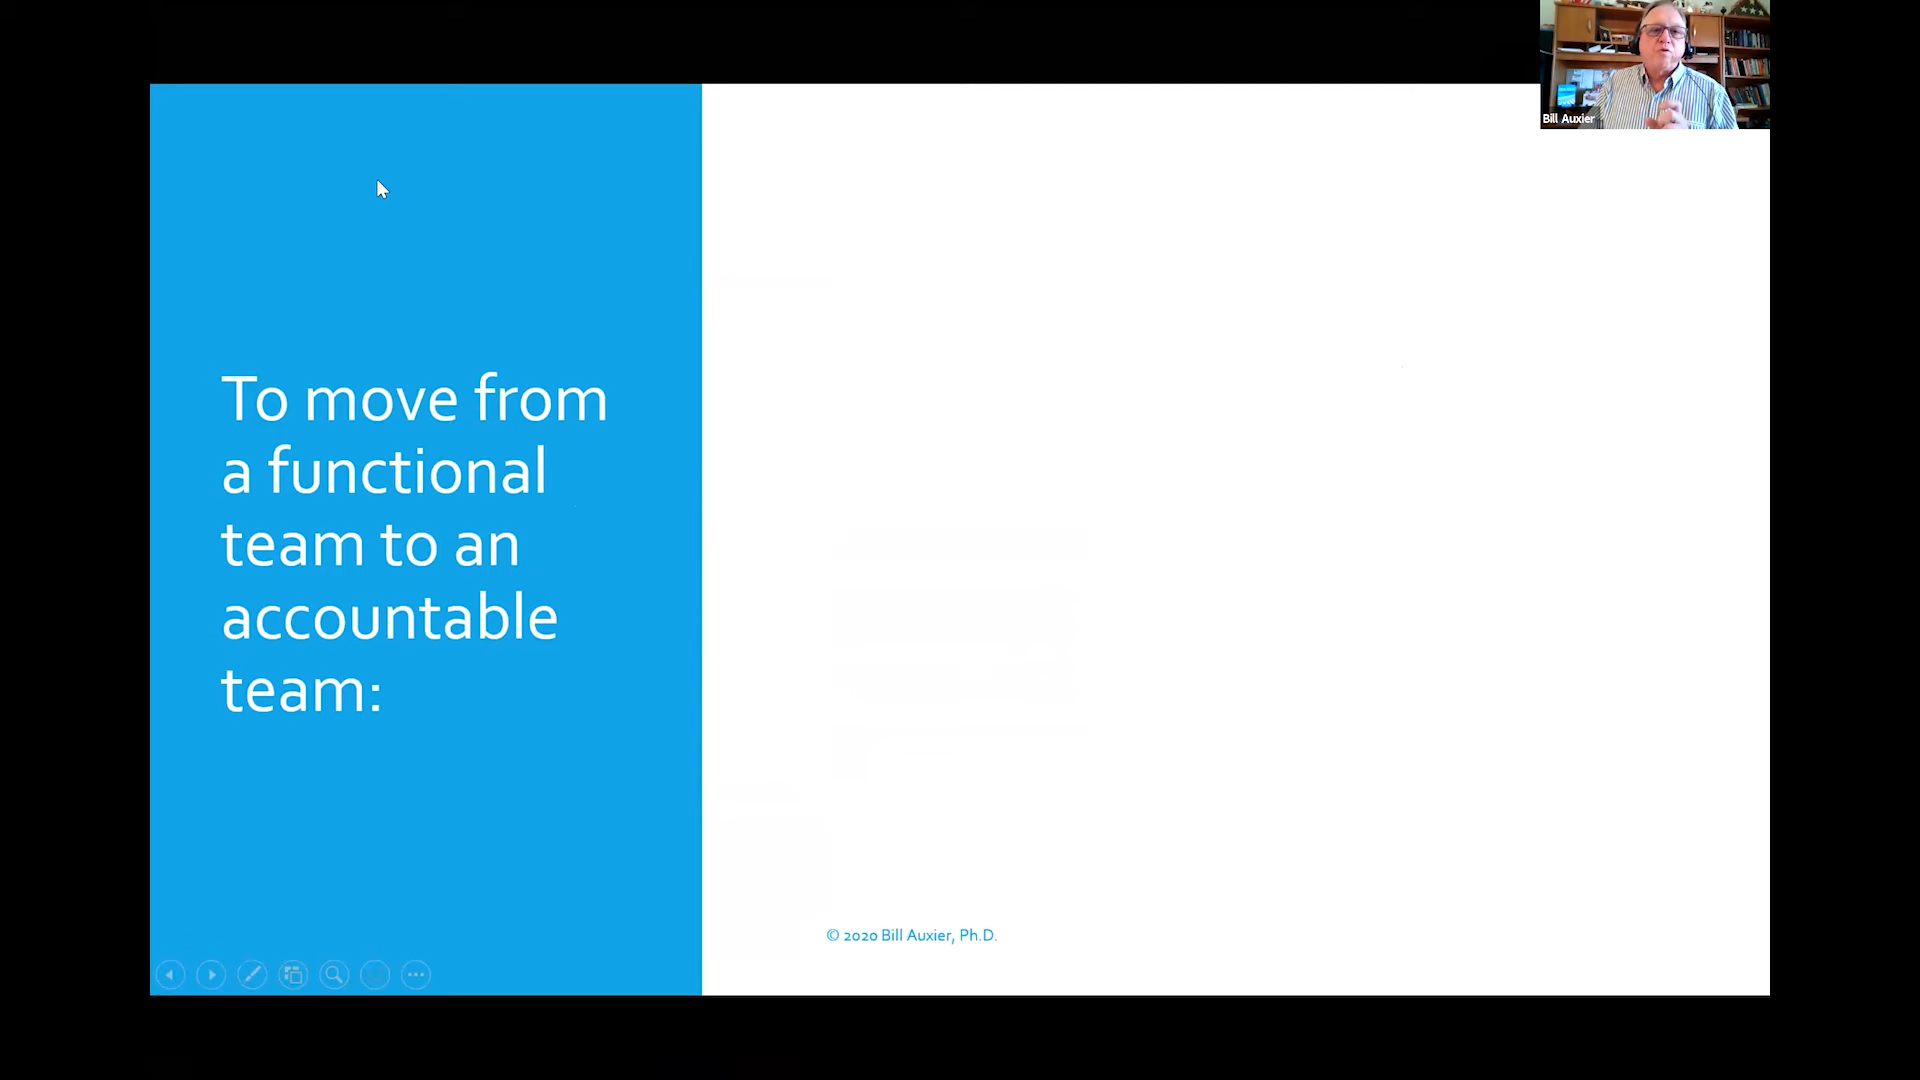 Bill Auxier
To move from
a functional
team to an
accountable
team:
© 2020 Bill Auxier, Ph.D.